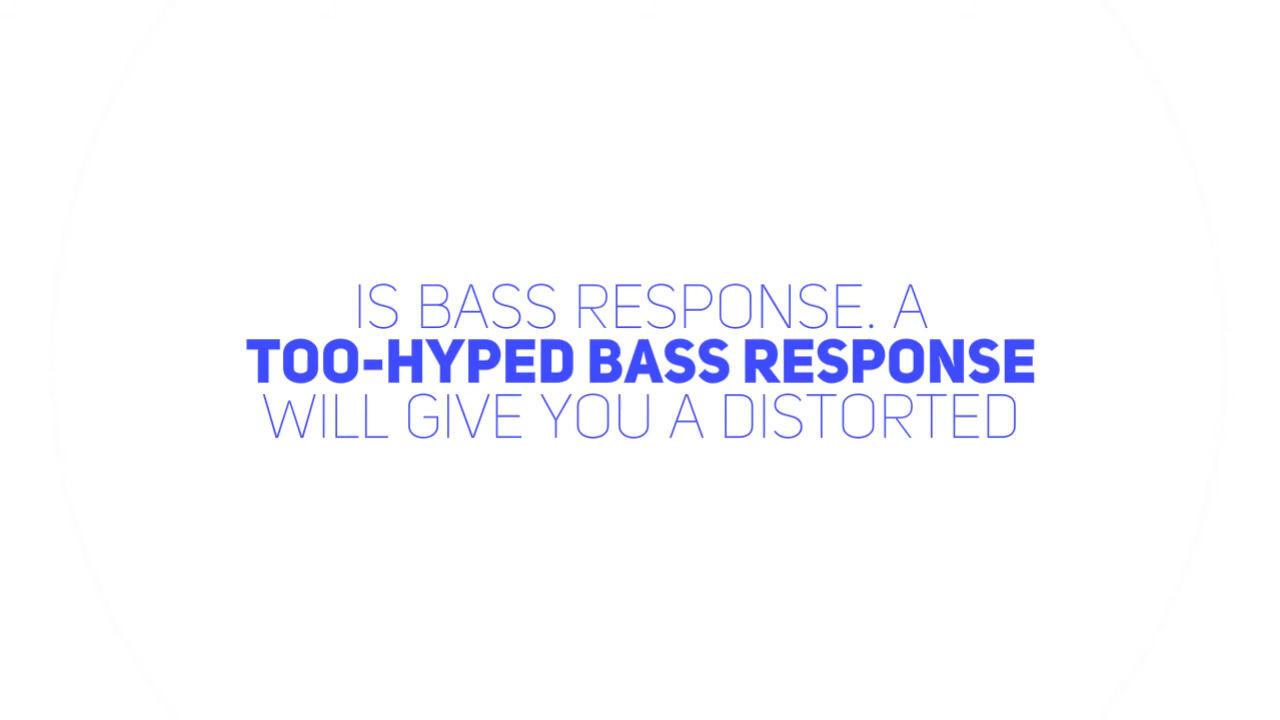 IS BASS RESPONSE. A
TOO-HYPED BASS RESPONSE
WILL GIVE YOU A DISTORTED